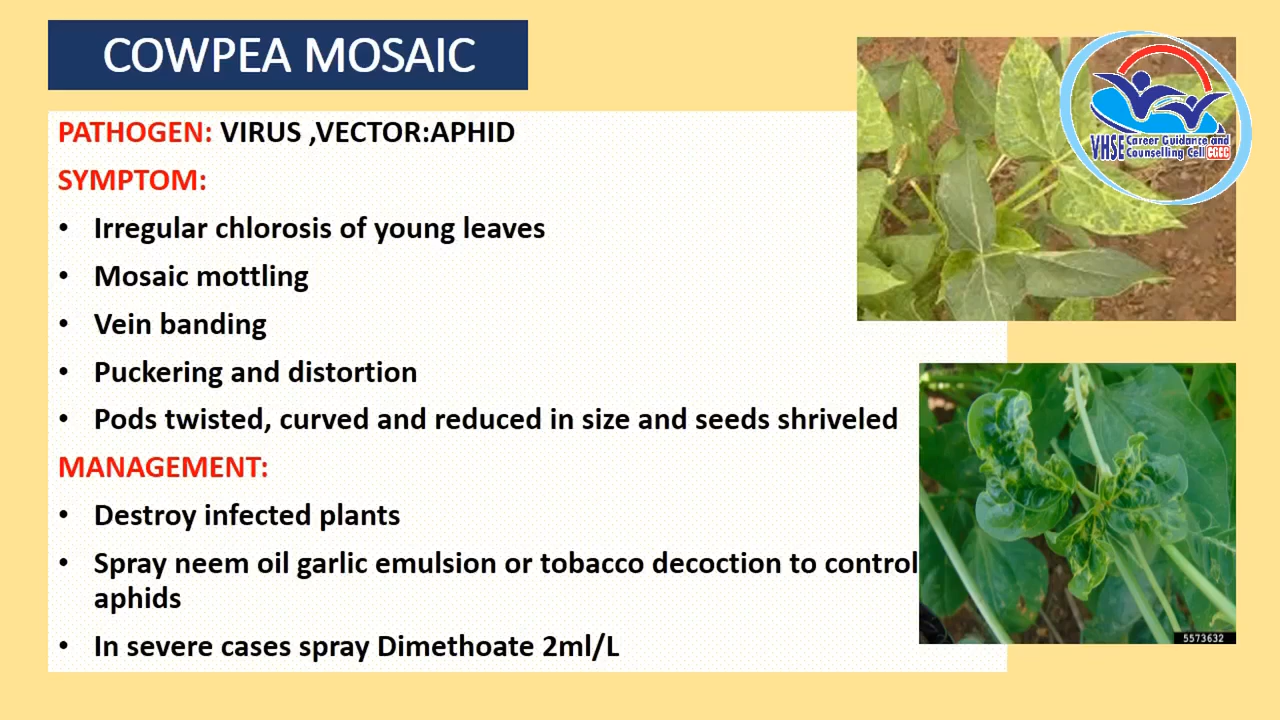 COWPEA MOSAIC
PATHOGEN: VIRUS ,VECTOR:APHID
SYMPTOM:
• Irregular chlorosis of young leaves
• Mosaic mottling
• Vein banding
• Puckering and distortion
• Pods twisted, curved and reduced in size and seeds shriveled
MANAGEMENT:
• Destroy infected plants
• Spray neem oil garlic emulsion or tobacco decoction to control
aphids
• In severe cases spray Dimethoate 2ml/L
VHSE Career Guidance and
Counselling Cell CGCC
5573632